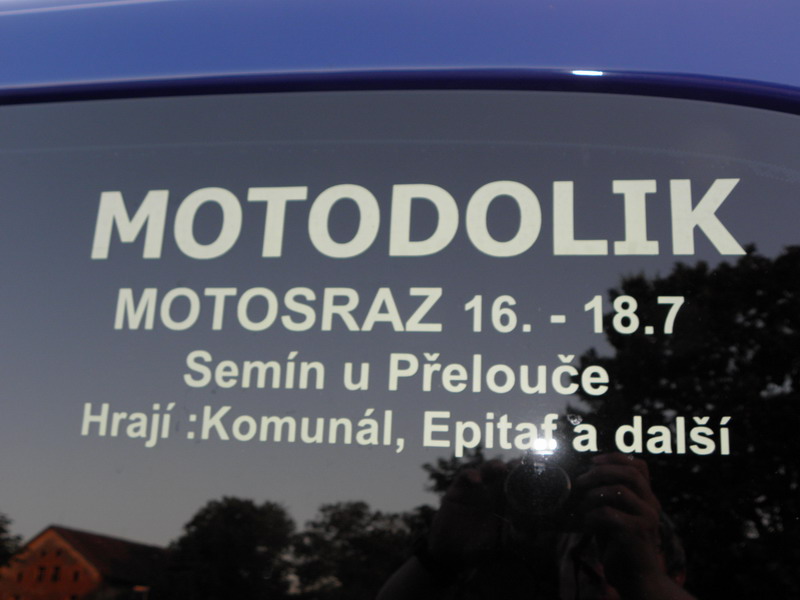 MOTODOLIK
MOTOSRAZ 16. - 18.7
Semín u Přelouče
Hrají :Komunál, Epitaf a další